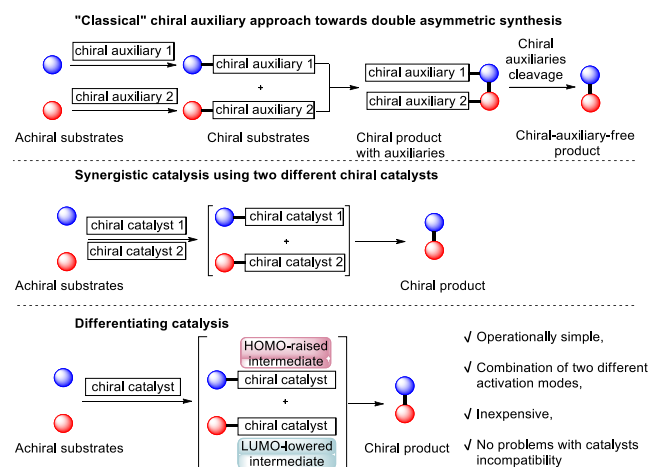 "Classical" chiral auxiliary approach towards double asymmetric synthesis
chiral auxiliary 1
chiral auxiliary 2
Achiral substrates
chiral auxiliary 1
+
chiral auxiliary 2
Chiral substrates
chiral auxiliary 1
chiral auxiliary 2
Chiral product
with auxiliaries
Chiral
auxiliaries
cleavage
Chiral-auxiliary-free
product
Synergistic catalysis using two different chiral catalysts
chiral catalyst 1
chiral catalyst 2
Achiral substrates
chiral catalyst 1
+
chiral catalyst 2
Chiral product
Differentiating catalysis
chiral catalyst
Achiral substrates
HOMO-raised
intermediate
chiral catalyst
+
chiral catalyst
LUMO-lowered
intermediate
Chiral product
√ Operationally simple,
√ Combination of two different
activation modes,
√ Inexpensive,
√ No problems with catalysts
incompatibility